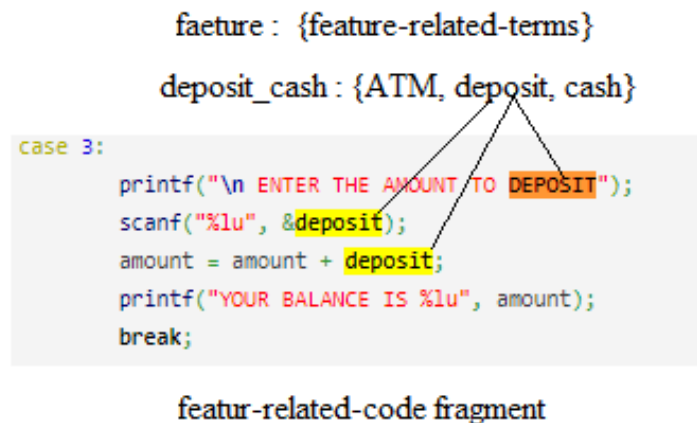 faeture : {feature-related-terms}
deposit_cash : {ATM, deposit, cash}
case 3:
printf("\n ENTER THE AMOUNT TO DEPOSIT");
scanf("%lu", &deposit);
amount = amount + deposit;
printf("YOUR BALANCE IS %lu", amount);
break;
featur-related-code fragment